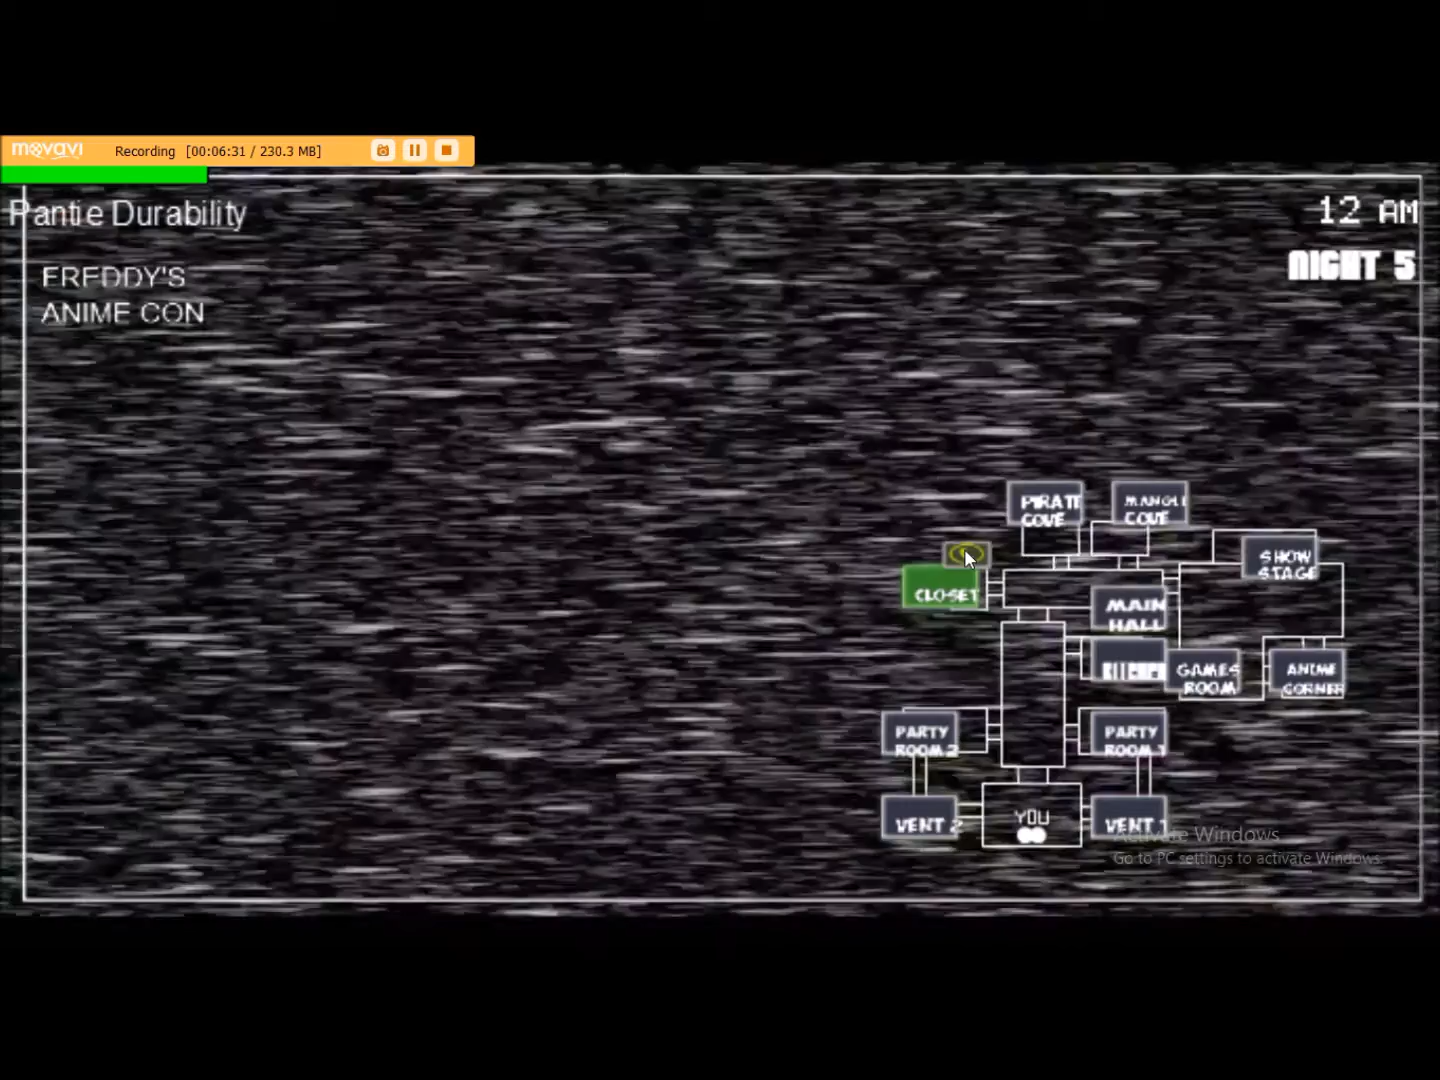 movavi
Recording [00:06:31 / 230.3 MB]
Pantie Durability
12 AM
FREDDY'S
ANIME CON
NIGHT 5
PIRATE
COVE
MANGLE
COVE
SHOW
STAGE
CLOSET
MAIN
HALL
KITCHEN
GAMES
ROOM
ANIME
CORNER
PARTY
ROOM 2
PARTY
ROOM 1
YOU
VENT 2
VENT 1
Activate Windows
Go to PC settings to activate Windows.